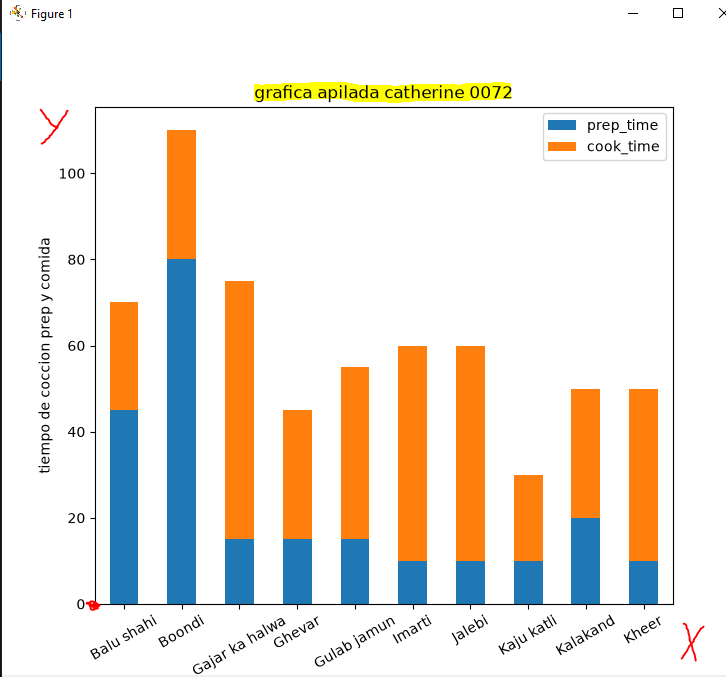 Figure 1
grafica apilada catherine 0072
Y
prep_time
cook_time
100
80
60
40
20
0
tiempo de coccion prep y comida
Balu shahi
Boondi
Gajar ka halwa
Ghevar
Gulab jamun
Imarti
Jalebi
Kaju katli
Kalakand
Kheer
X